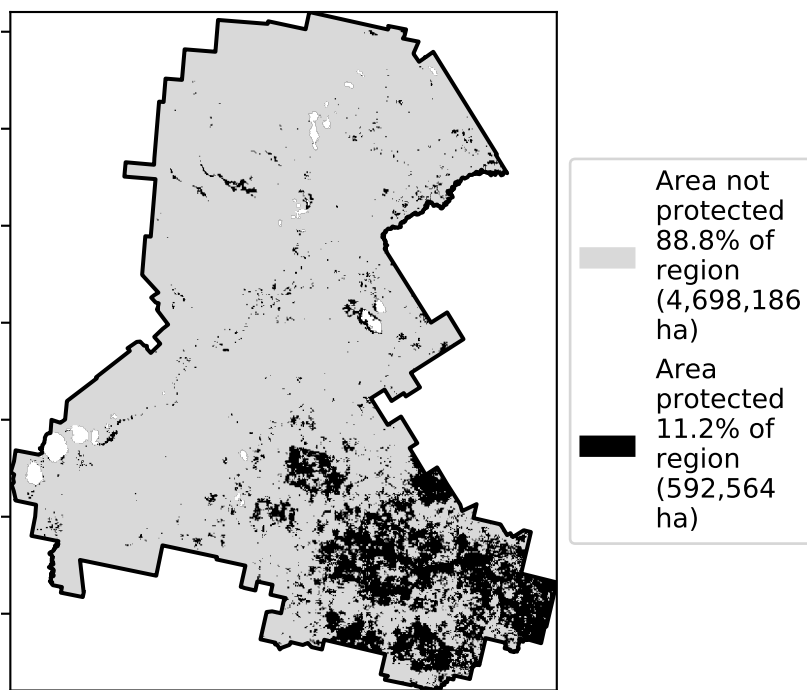 Area not
protected
88.8% of
region
(4,698,186
ha)
Area
protected
11.2% of
region
(592,564
ha)